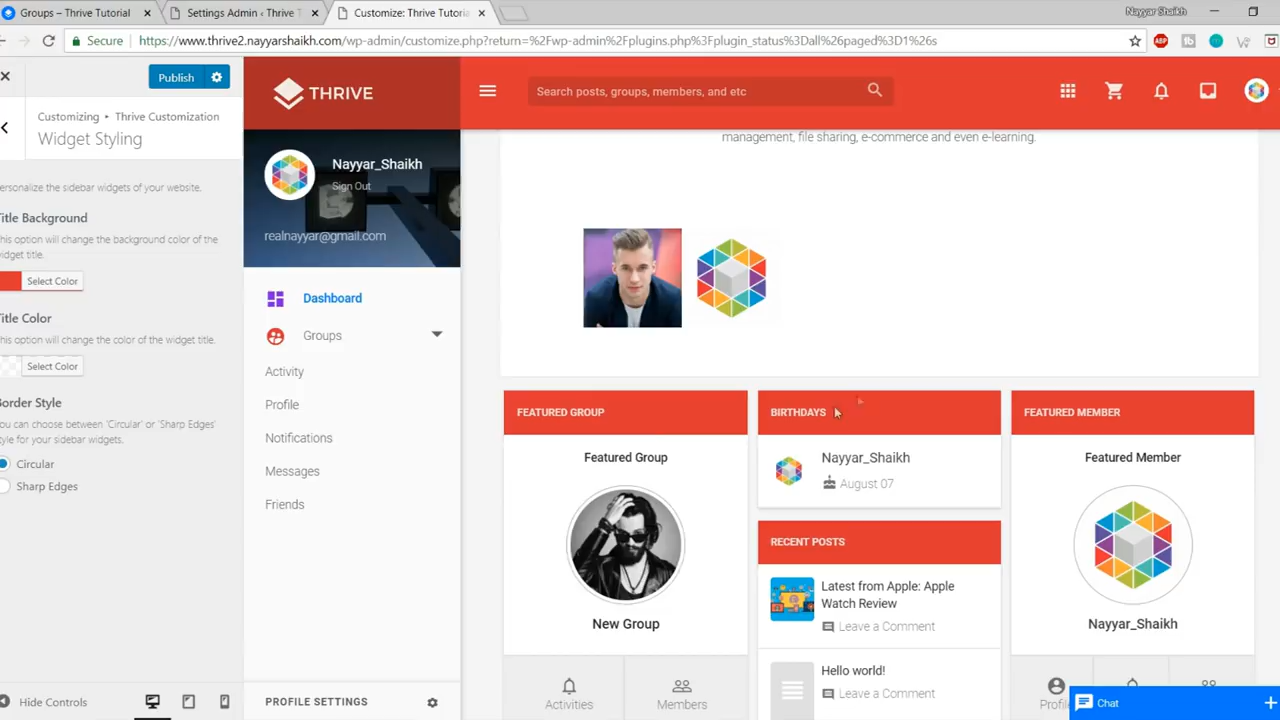 Groups – Thrive Tutorial
Settings Admin ‹ Thrive T
Customize: Thrive Tutoria
Nayyar Shaikh
Secure
https://www.thrive2.nayyarshaikh.com/wp-admin/customize.php?return=%2Fwp-admin%2Fplugins.php%3Fplugin_status%3Dall%26paged%3D1%26s
ABP
Publish
Customizing • Thrive Customization
Widget Styling
ersonalize the sidebar widgets of your website.
Title Background
his option will change the background color of the
widget title.
Select Color
Title Color
his option will change the color of the widget title.
Select Color
Border Style
ou can choose between 'Circular' or 'Sharp Edges'
tyle for your sidebar widgets.
Circular
Sharp Edges
Hide Controls
THRIVE
Nayyar_Shaikh
Sign Out
realnayyar@gmail.com
Dashboard
Groups
Activity
Profile
Notifications
Messages
Friends
PROFILE SETTINGS
Search posts, groups, members, and etc
management, file sharing, e-commerce and even e-learning.
FEATURED GROUP
Featured Group
New Group
Activities
Members
BIRTHDAYS
Nayyar_Shaikh
August 07
RECENT POSTS
Latest from Apple: Apple
Watch Review
Leave a Comment
Hello world!
Leave a Comment
FEATURED MEMBER
Featured Member
Nayyar_Shaikh
Profil
Chat